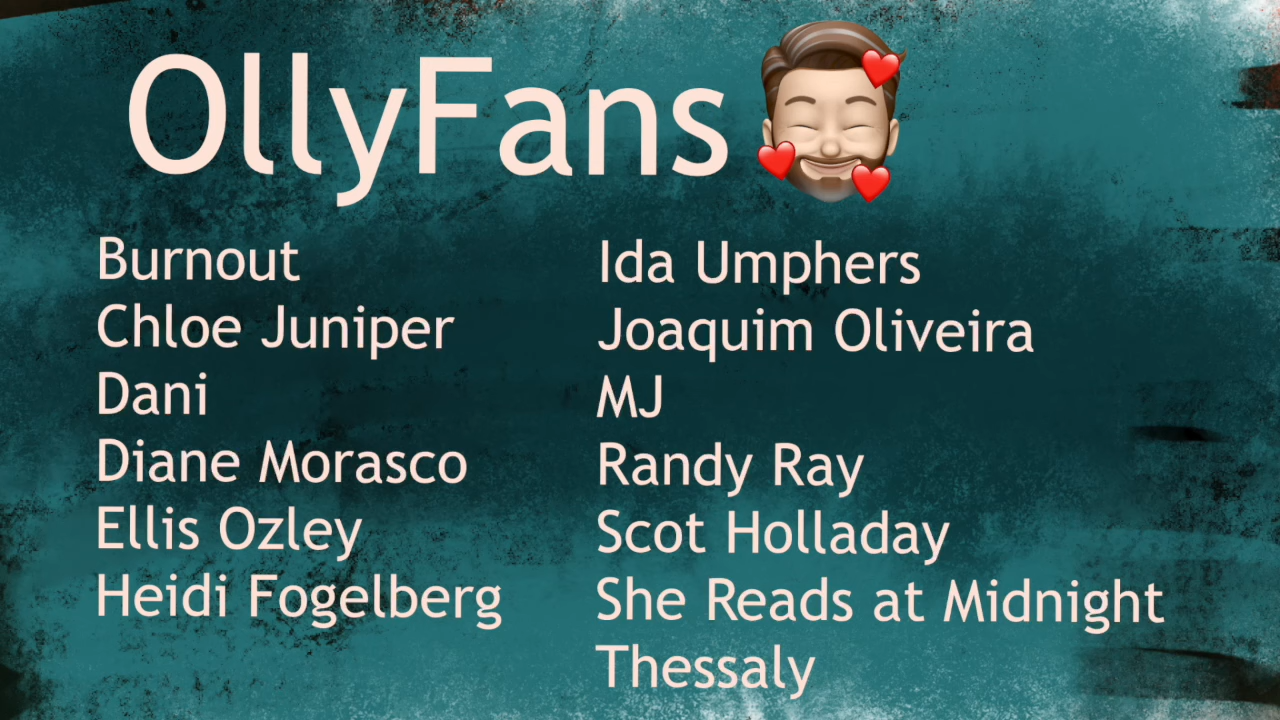 OllyFans
Burnout
Chloe Juniper
Dani
Diane Morasco
Ellis Ozley
Heidi Fogelberg
Ida Umphers
Joaquim Oliveira
MJ
Randy Ray
Scot Holladay
She Reads at Midnight
Thessaly